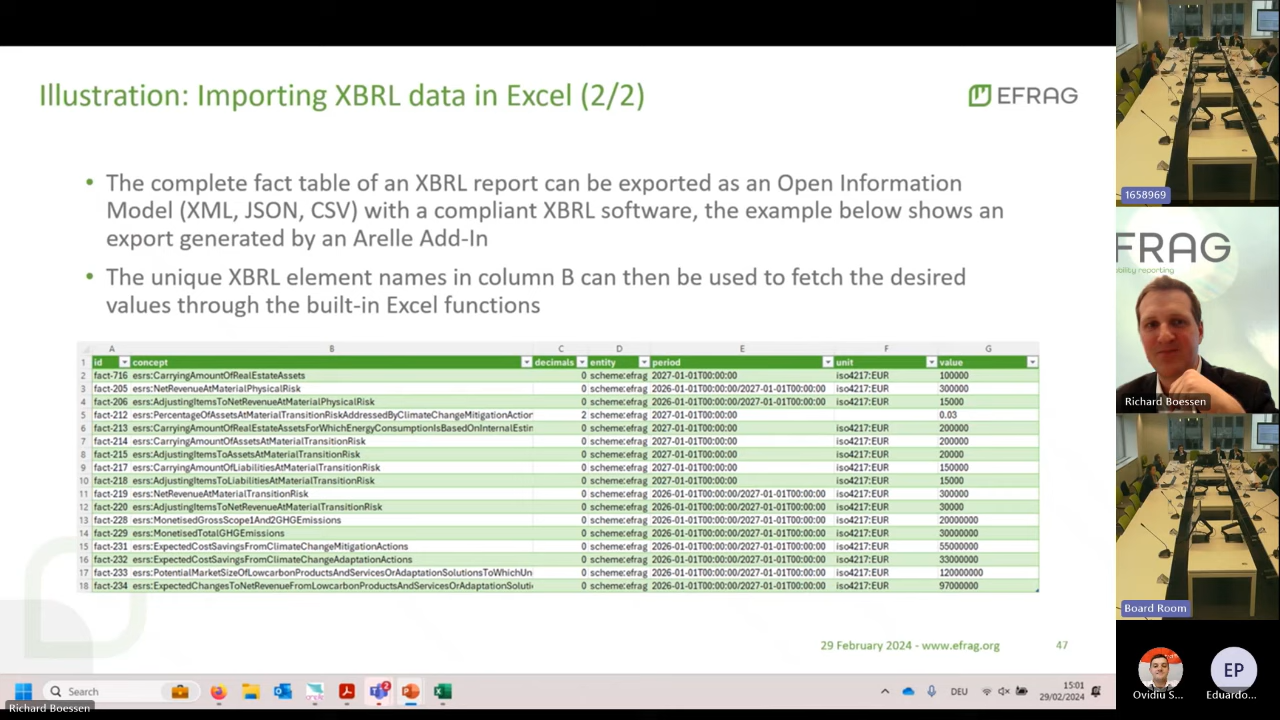 Illustration: Importing XBRL data in Excel (2/2)
EFRAG
• The complete fact table of an XBRL report can be exported as an Open Information
Model (XML, JSON, CSV) with a compliant XBRL software, the example below shows an
export generated by an Arelle Add-In
• The unique XBRL element names in column B can then be used to fetch the desired
values through the built-in Excel functions
A B C D E F G
1 id concept decimals entity period unit value
2 fact-716 esrs:CarryingAmountOfRealEstateAssets 0 scheme:efrag 2027-01-01T00:00:00 iso4217:EUR 100000
3 fact-205 esrs:NetRevenueAtMaterialPhysicalRisk 0 scheme:efrag 2026-01-01T00:00:00/2027-01-01T00:00:00 iso4217:EUR 300000
4 fact-206 esrs:AdjustingItemsToNetRevenueAtMaterialPhysicalRisk 0 scheme:efrag 2026-01-01T00:00:00/2027-01-01T00:00:00 iso4217:EUR 15000
5 fact-212 esrs:PercentageOfAssetsAtMaterialTransitionRiskAddressedByClimateChangeMitigationAction 2 scheme:efrag 2027-01-01T00:00:00 0.03
6 fact-213 esrs:CarryingAmountOfRealEstateAssetsForWhichEnergyConsumptionIsBasedOnInternalEstin 0 scheme:efrag 2027-01-01T00:00:00 iso4217:EUR 200000
7 fact-214 esrs:CarryingAmountOfAssetsAtMaterialTransitionRisk 0 scheme:efrag 2027-01-01T00:00:00 iso4217:EUR 200000
8 fact-215 esrs:AdjustingItemsToAssetsAtMaterialTransitionRisk 0 scheme:efrag 2027-01-01T00:00:00 iso4217:EUR 20000
9 fact-217 esrs:CarryingAmountOfLiabilitiesAtMaterialTransitionRisk 0 scheme:efrag 2027-01-01T00:00:00 iso4217:EUR 150000
10 fact-218 esrs:AdjustingItemsToLiabilitiesAtMaterialTransitionRisk 0 scheme:efrag 2027-01-01T00:00:00 iso4217:EUR 15000
11 fact-219 esrs:NetRevenueAtMaterialTransitionRisk 0 scheme:efrag 2026-01-01T00:00:00/2027-01-01T00:00:00 iso4217:EUR 300000
12 fact-220 esrs:AdjustingItemsToNetRevenueAtMaterialTransitionRisk 0 scheme:efrag 2026-01-01T00:00:00/2027-01-01T00:00:00 iso4217:EUR 30000
13 fact-228 esrs:MonetisedGrossScope1And2GHGEmissions 0 scheme:efrag 2026-01-01T00:00:00/2027-01-01T00:00:00 iso4217:EUR 20000000
14 fact-229 esrs:MonetisedTotalGHGEmissions 0 scheme:efrag 2026-01-01T00:00:00/2027-01-01T00:00:00 iso4217:EUR 30000000
15 fact-231 esrs:ExpectedCostSavingsFromClimateChangeMitigationActions 0 scheme:efrag 2026-01-01T00:00:00/2027-01-01T00:00:00 iso4217:EUR 55000000
16 fact-232 esrs:ExpectedCostSavingsFromClimateChangeAdaptationActions 0 scheme:efrag 2026-01-01T00:00:00/2027-01-01T00:00:00 iso4217:EUR 33000000
17 fact-233 esrs:PotentialMarketSizeOfLowcarbonProductsAndServicesOrAdaptationSolutionsToWhichUn 0 scheme:efrag 2026-01-01T00:00:00/2027-01-01T00:00:00 iso4217:EUR 120000000
18 fact-234 esrs:ExpectedChangesToNetRevenueFromLowcarbonProductsAndServicesOrAdaptationSoluti 0 scheme:efrag 2026-01-01T00:00:00/2027-01-01T00:00:00 iso4217:EUR 97000000
29 February 2024 - www.efrag.org 47
Search
DEU
15:01
29/02/2024
Richard Boessen
1658969
FRAG
bility reporting
Richard Boessen
Board Room
EP
Ovidiu S... Eduardo...